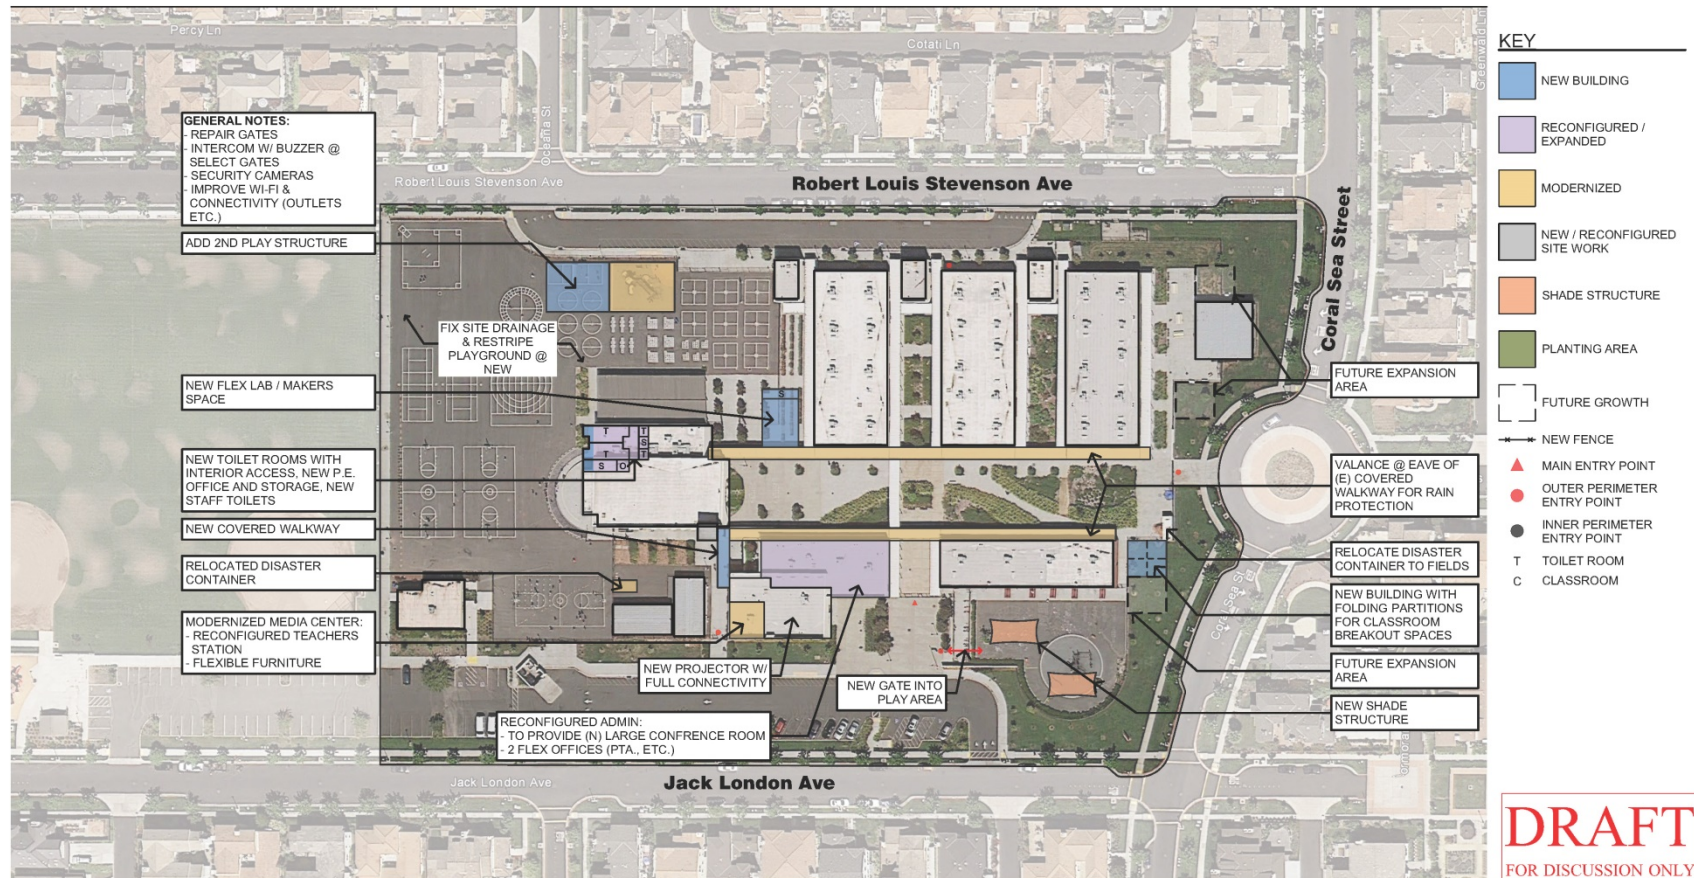 Percy Ln
Cotati Ln
Greenwald Ln
Oceana St
GENERAL NOTES:
- REPAIR GATES
- INTERCOM W/ BUZZER @
SELECT GATES
- SECURITY CAMERAS
- IMPROVE WI-FI &
CONNECTIVITY (OUTLETS
ETC.)
Robert Louis Stevenson Ave
Robert Louis Stevenson Ave
Coral Sea Street
ADD 2ND PLAY STRUCTURE
FIX SITE DRAINAGE
& RESTRIPE
PLAYGROUND @
NEW
NEW FLEX LAB / MAKERS
SPACE
S
T
T
S
T
T
S
O
NEW TOILET ROOMS WITH
INTERIOR ACCESS, NEW P.E.
OFFICE AND STORAGE, NEW
STAFF TOILETS
NEW COVERED WALKWAY
RELOCATED DISASTER
CONTAINER
MODERNIZED MEDIA CENTER:
- RECONFIGURED TEACHERS
STATION
- FLEXIBLE FURNITURE
NEW PROJECTOR W/
FULL CONNECTIVITY
RECONFIGURED ADMIN:
- TO PROVIDE (N) LARGE CONFRENCE ROOM
- 2 FLEX OFFICES (PTA., ETC.)
NEW GATE INTO
PLAY AREA
FUTURE EXPANSION
AREA
VALANCE @ EAVE OF
(E) COVERED
WALKWAY FOR RAIN
PROTECTION
RELOCATE DISASTER
CONTAINER TO FIELDS
NEW BUILDING WITH
FOLDING PARTITIONS
FOR CLASSROOM
BREAKOUT SPACES
FUTURE EXPANSION
AREA
NEW SHADE
STRUCTURE
Coral Sea St
Jack London Ave
Jack London Ave
KEY
NEW BUILDING
RECONFIGURED /
EXPANDED
MODERNIZED
NEW / RECONFIGURED
SITE WORK
SHADE STRUCTURE
PLANTING AREA
FUTURE GROWTH
NEW FENCE
MAIN ENTRY POINT
OUTER PERIMETER
ENTRY POINT
INNER PERIMETER
ENTRY POINT
T TOILET ROOM
C CLASSROOM
DRAFT
FOR DISCUSSION ONLY